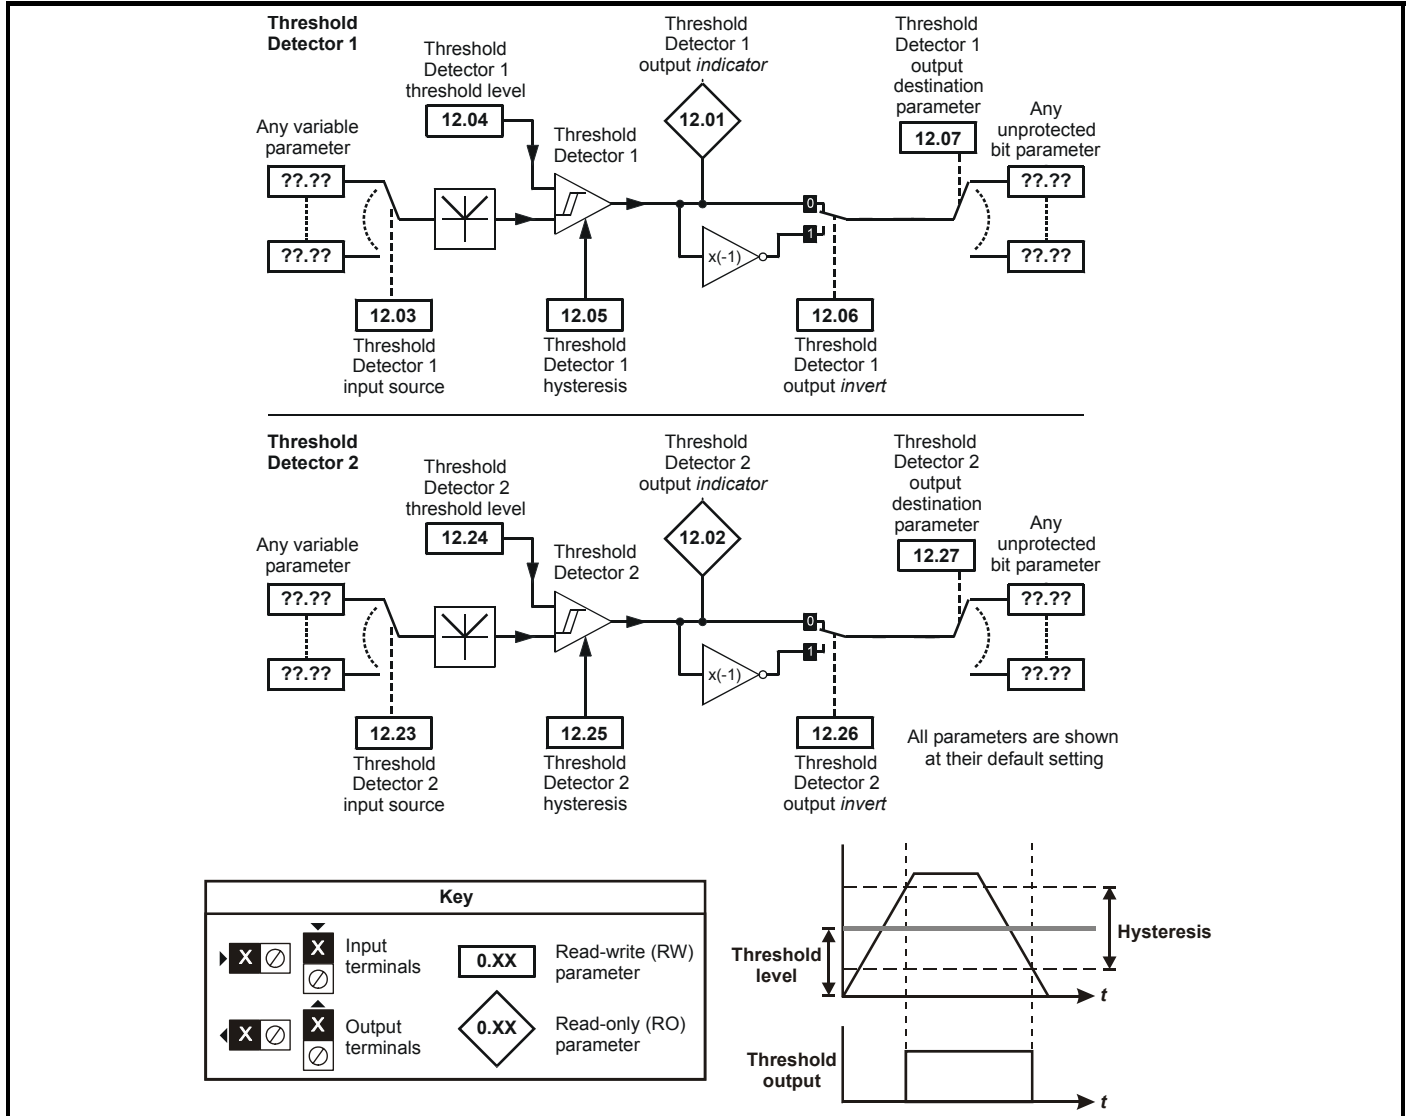 Threshold
Detector 1
Threshold
Detector 1
threshold level
12.04
Threshold
Detector 1
output indicator
12.01
Threshold
Detector 1
output
destination
parameter
12.07
Any variable
parameter
??.??
??.??
Threshold
Detector 1
Any
unprotected
bit parameter
??.??
??.??
0
1
x(-1)
12.03
Threshold
Detector 1
input source
12.05
Threshold
Detector 1
hysteresis
12.06
Threshold
Detector 1
output invert
Threshold
Detector 2
Threshold
Detector 2
threshold level
12.24
Threshold
Detector 2
output indicator
12.02
Threshold
Detector 2
output
destination
parameter
12.27
Any variable
parameter
??.??
??.??
Threshold
Detector 2
Any
unprotected
bit parameter
??.??
??.??
0
1
x(-1)
12.23
Threshold
Detector 2
input source
12.25
Threshold
Detector 2
hysteresis
12.26
Threshold
Detector 2
output invert
All parameters are shown
at their default setting
Key
X
X
Input
terminals
0.XX
Read-write (RW)
parameter
X
X
Output
terminals
0.XX
Read-only (RO)
parameter
Threshold
level
Hysteresis
t
Threshold
output
t